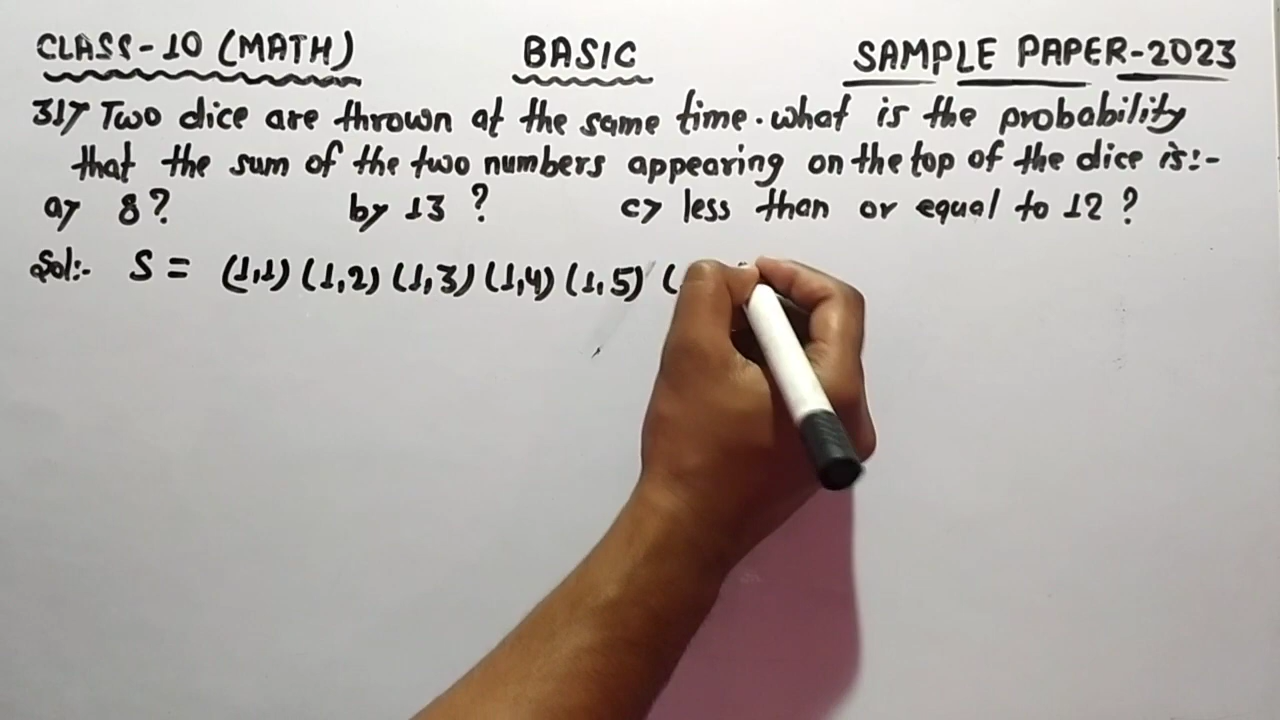 CLASS-10 (MATH) BASIC SAMPLE PAPER-2023
31> Two dice are thrown at the same time. what is the probability
that the sum of the two numbers appearing on the top of the dice is:-
a> 8? b> 13? c> less than or equal to 12?
Sol:- S = (1,1) (1,2) (1,3) (1,4) (1,5) (